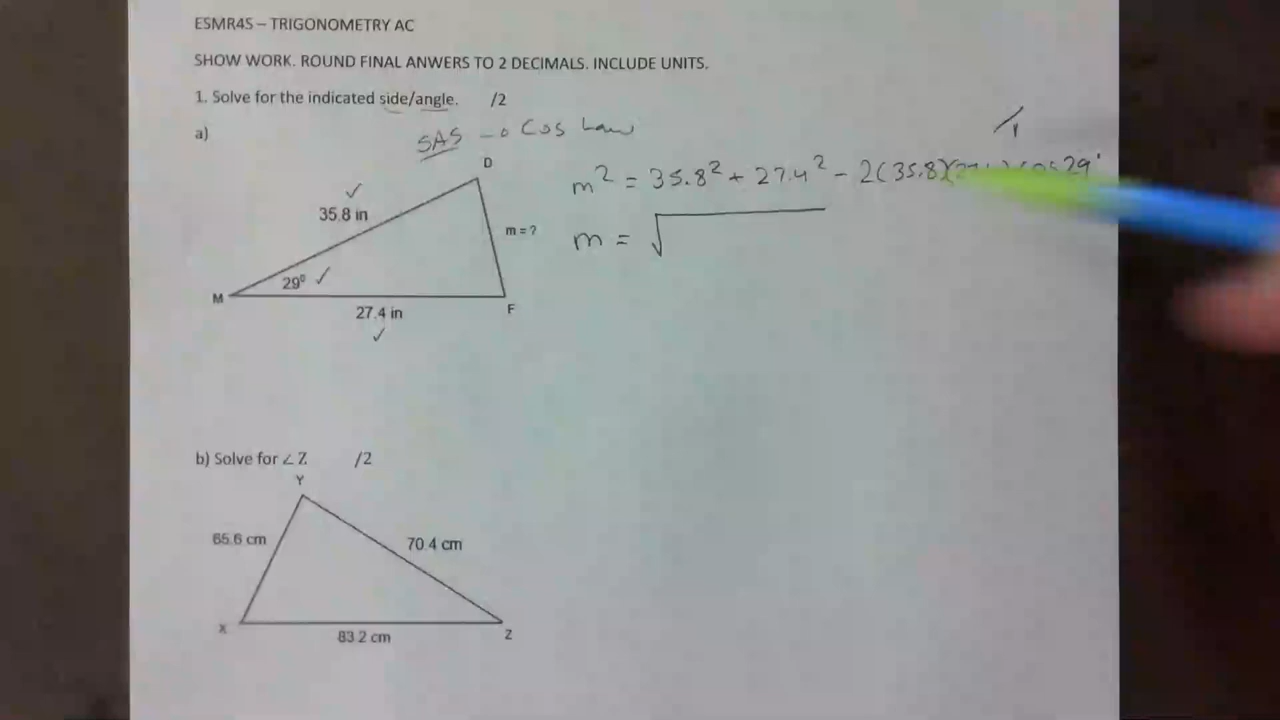 ESMR4S – TRIGONOMETRY AC
SHOW WORK. ROUND FINAL ANWERS TO 2 DECIMALS. INCLUDE UNITS.
1. Solve for the indicated side/angle. /2
a)
SAS → Cos Law
D
35.8 in
m = ?
29⁰
M
27.4 in
F
m² = 35.8² + 27.4² - 2(35.8)( cos 29°
m = √
b) Solve for ∠Z /2
Y
65.6 cm
70.4 cm
X
83.2 cm
Z